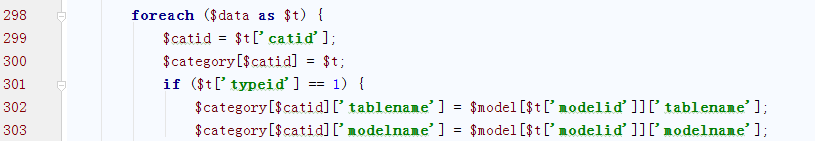 298 foreach ($data as $t) {
299 $catid = $t['catid'];
300 $category[$catid] = $t;
301 if ($t['typeid'] == 1) {
302 $category[$catid]['tablename'] = $model[$t['modelid']]['tablename'];
303 $category[$catid]['modelname'] = $model[$t['modelid']]['modelname'];